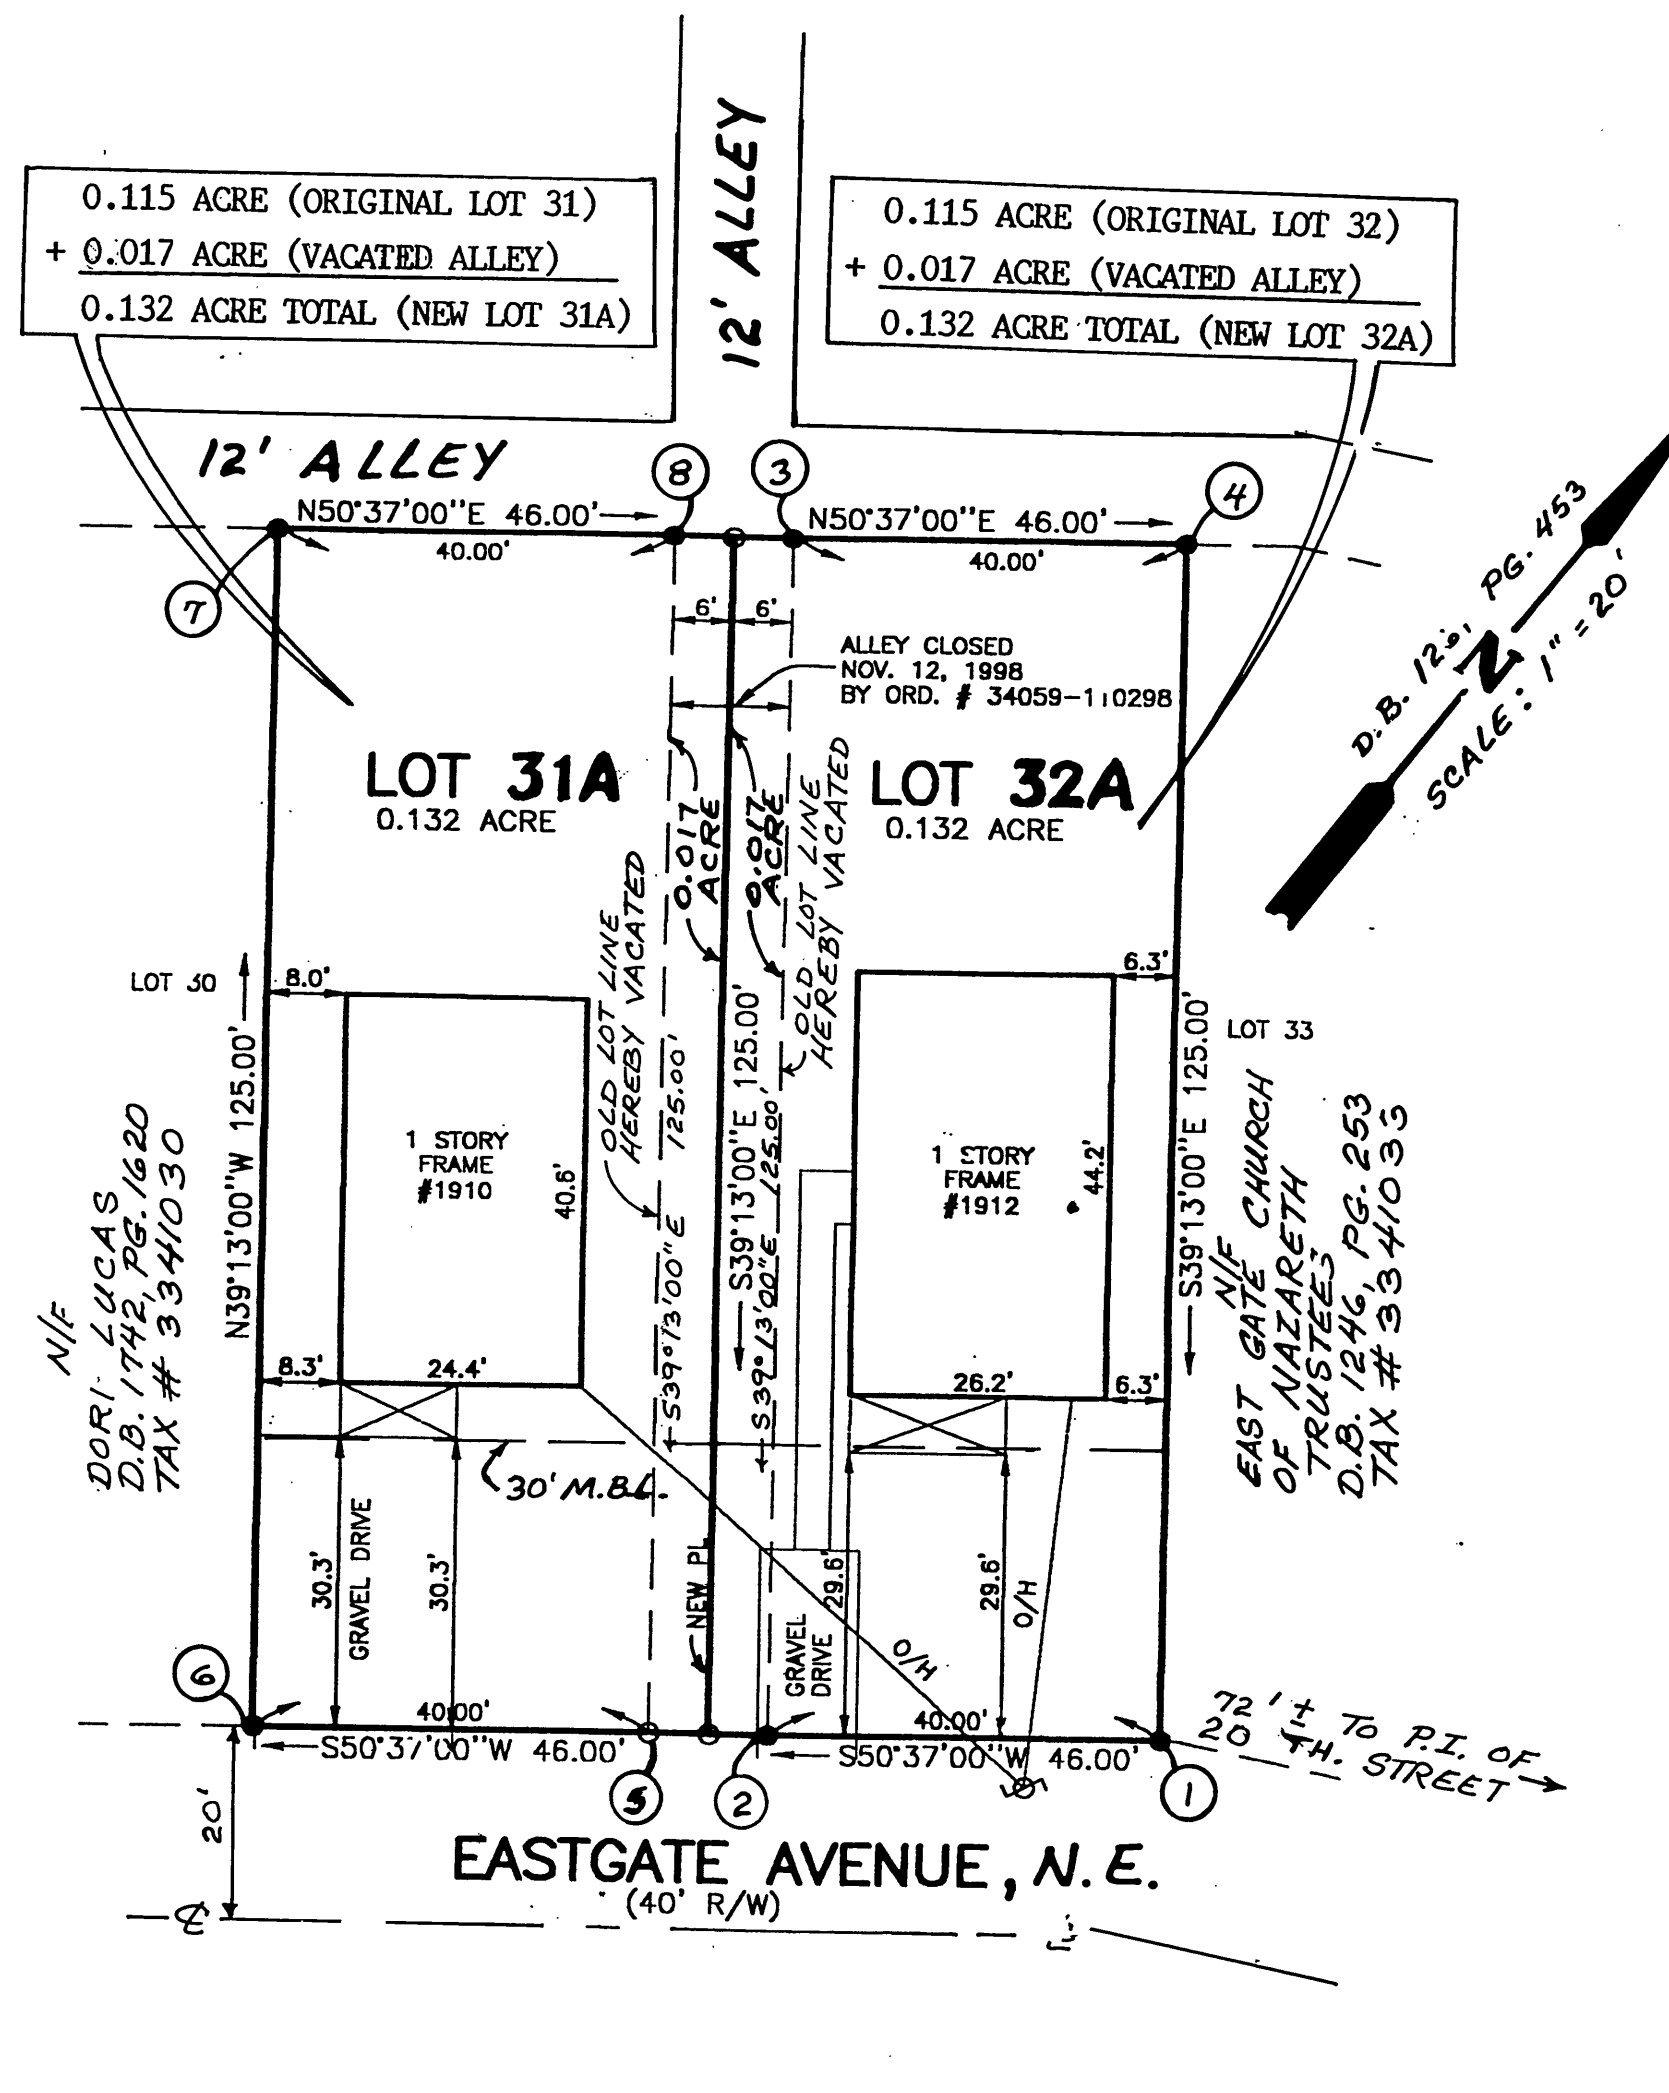 12' ALLEY
0.115 ACRE (ORIGINAL LOT 31)
+ 0.017 ACRE (VACATED ALLEY)
0.132 ACRE TOTAL (NEW LOT 31A)
0.115 ACRE (ORIGINAL LOT 32)
+ 0.017 ACRE (VACATED ALLEY)
0.132 ACRE TOTAL (NEW LOT 32A)
12' ALLEY
8
3
4
N50°37'00"E 46.00'
40.00'
N50°37'00"E 46.00'
40.00'
7
6'
6'
ALLEY CLOSED
NOV. 12, 1998
BY ORD. # 34059-110298
PG. 453
D.B.
N
SCALE: 1" = 20'
LOT 31A
0.132 ACRE
LOT 32A
0.132 ACRE
0.017
ACRE
0.017
ACRE
OLD LOT LINE
HEREBY VACATED
OLD LOT LINE
HEREBY VACATED
LOT 30
8.0'
6.3'
LOT 33
N39°13'00"W 125.00'
S39°13'00"E 125.00'
S39°13'00"E 125.00'
S39°13'00"E 125.00'
S39°13'00"E 125.00'
1 STORY
FRAME
#1910
40.6'
1 STORY
FRAME
#1912
44.2'
N/F
DORI LUCAS
D.B. 1742, PG. 1620
TAX # 3341030
N/F
EAST GATE CHURCH
OF NAZARETH
TRUSTEES
D.B. 1246, PG. 253
TAX # 3341033
8.3'
24.4'
26.2'
6.3'
30' M.B.L.
30.3'
GRAVEL DRIVE
30.3'
NEW PL
GRAVEL
DRIVE
29.6'
29.6'
O/H
O/H
6
40.00'
S50°37'00"W 46.00'
40.00'
S50°37'00"W 46.00'
5
2
1
72'± TO P.I. OF
20 TH. STREET
20'
EASTGATE AVENUE, N.E.
(40' R/W)
℄